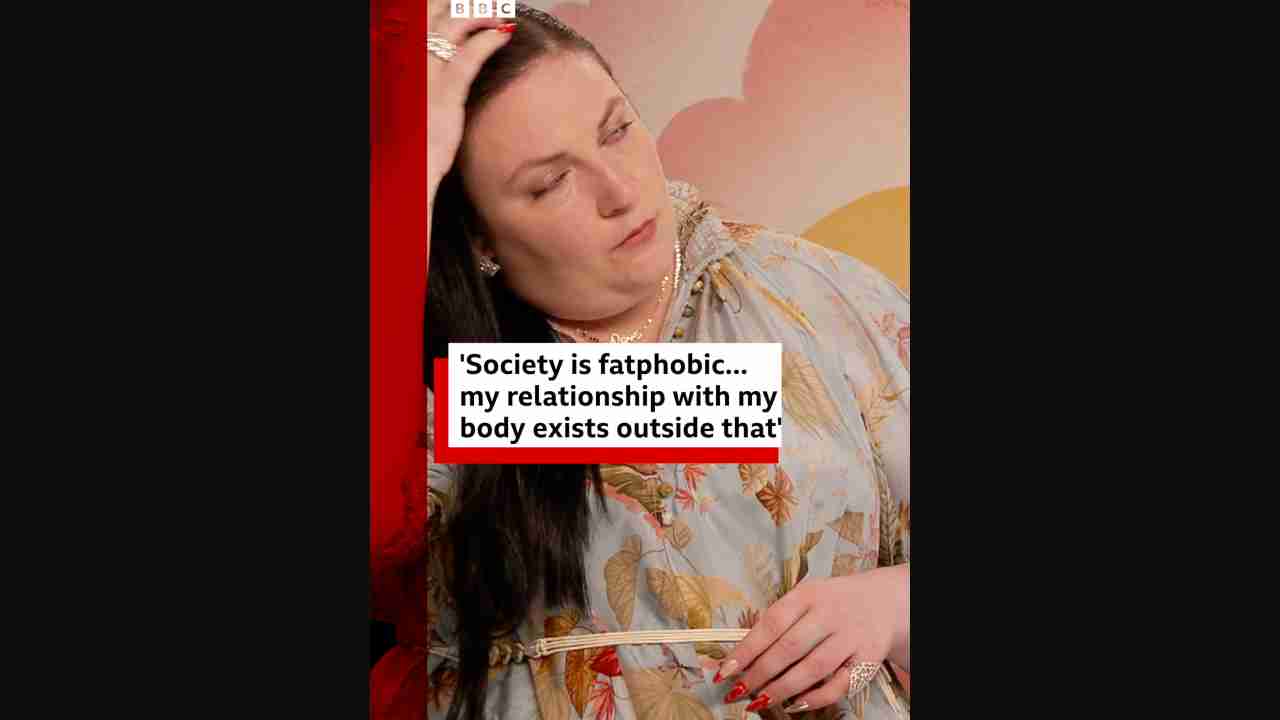 BBC
'Society is fatphobic...
my relationship with my
body exists outside that'